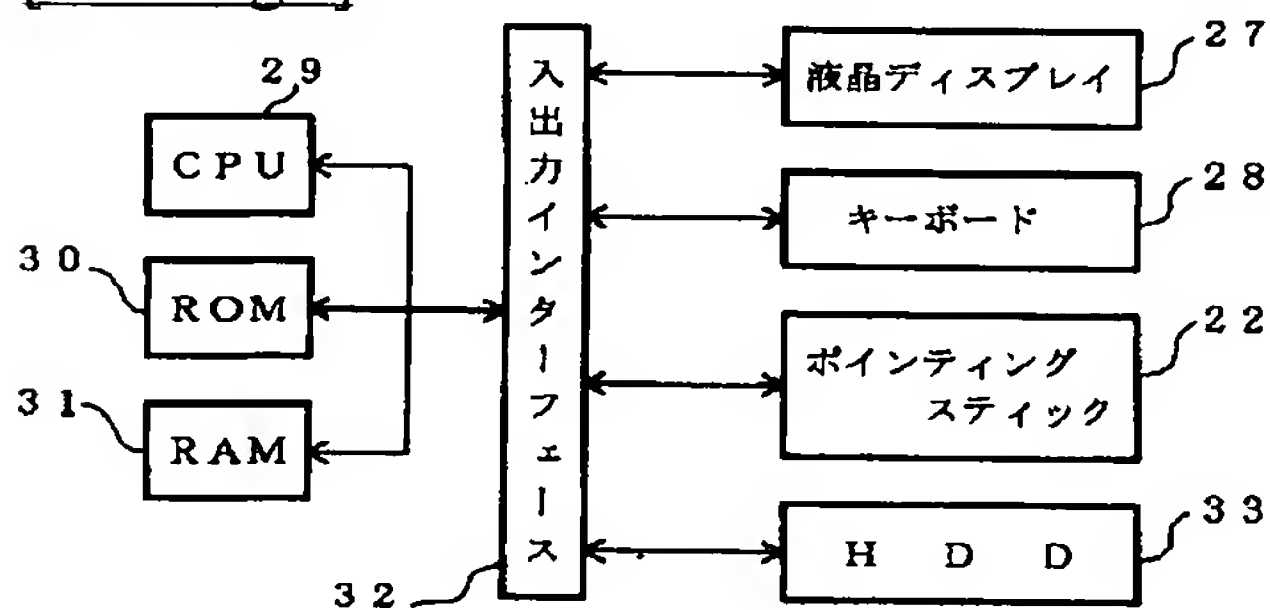 29
CPU
30
ROM
31
RAM
入出力インターフェース
32
27
液晶ディスプレイ
28
キーボード
22
ポインティング
スティック
33
HDD